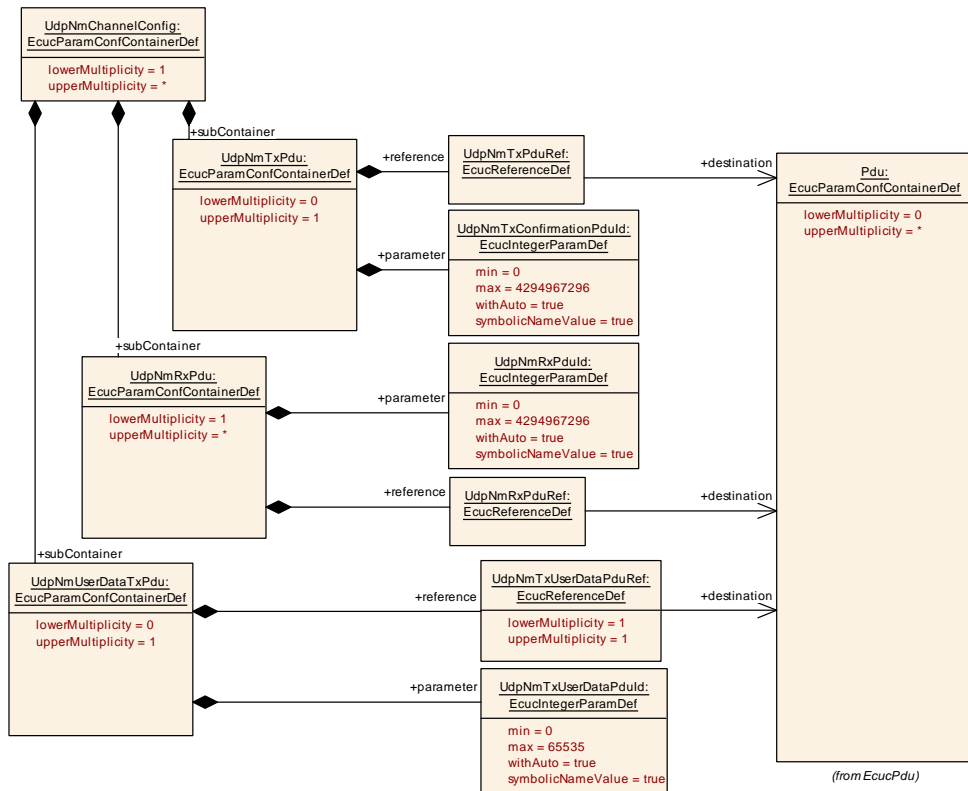 UdpNmChannelConfig:
EcucParamConfContainerDef
lowerMultiplicity = 1
upperMultiplicity = *
+subContainer
UdpNmTxPdu:
EcucParamConfContainerDef
lowerMultiplicity = 0
upperMultiplicity = 1
+reference
UdpNmTxPduRef:
EcucReferenceDef
+destination
Pdu:
EcucParamConfContainerDef
lowerMultiplicity = 0
upperMultiplicity = *
+parameter
UdpNmTxConfirmationPduId:
EcucIntegerParamDef
min = 0
max = 4294967296
withAuto = true
symbolicNameValue = true
+subContainer
UdpNmRxPdu:
EcucParamConfContainerDef
lowerMultiplicity = 1
upperMultiplicity = *
+parameter
UdpNmRxPduId:
EcucIntegerParamDef
min = 0
max = 4294967296
withAuto = true
symbolicNameValue = true
+reference
UdpNmRxPduRef:
EcucReferenceDef
+destination
+subContainer
UdpNmUserDataTxPdu:
EcucParamConfContainerDef
lowerMultiplicity = 0
upperMultiplicity = 1
+reference
UdpNmTxUserDataPduRef:
EcucReferenceDef
lowerMultiplicity = 1
upperMultiplicity = 1
+destination
+parameter
UdpNmTxUserDataPduId:
EcucIntegerParamDef
min = 0
max = 65535
withAuto = true
symbolicNameValue = true
(from EcucPdu)